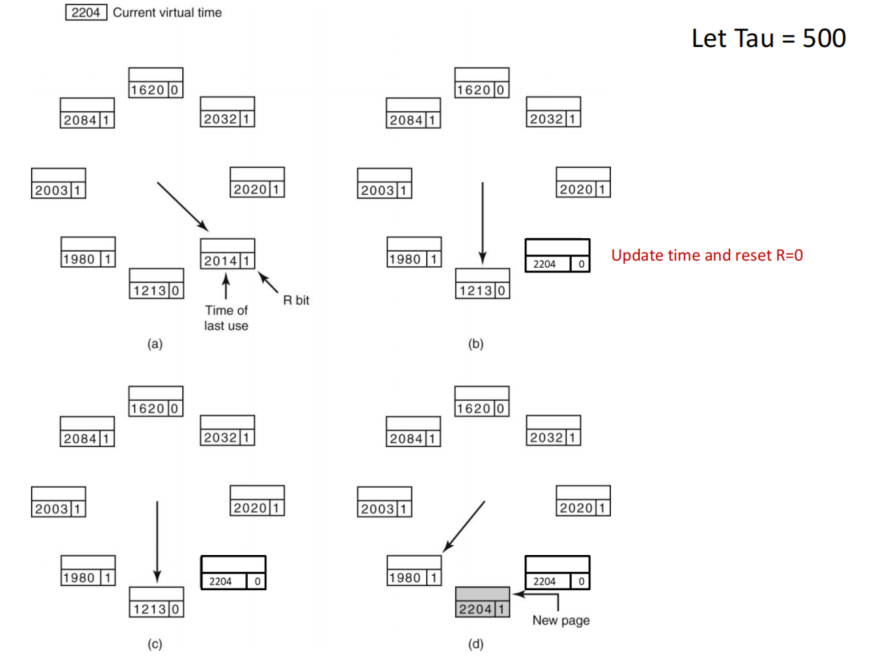 2204 Current virtual time
Let Tau = 500
1620 0
2084 1
2032 1
2003 1
2020 1
1980 1
2014 1
1213 0
Time of
last use
R bit
(a)
1620 0
2084 1
2032 1
2003 1
2020 1
1980 1
2204 0
Update time and reset R=0
1213 0
(b)
1620 0
2084 1
2032 1
2003 1
2020 1
1980 1
2204 0
1213 0
(c)
1620 0
2084 1
2032 1
2003 1
2020 1
1980 1
2204 0
2204 1
New page
(d)